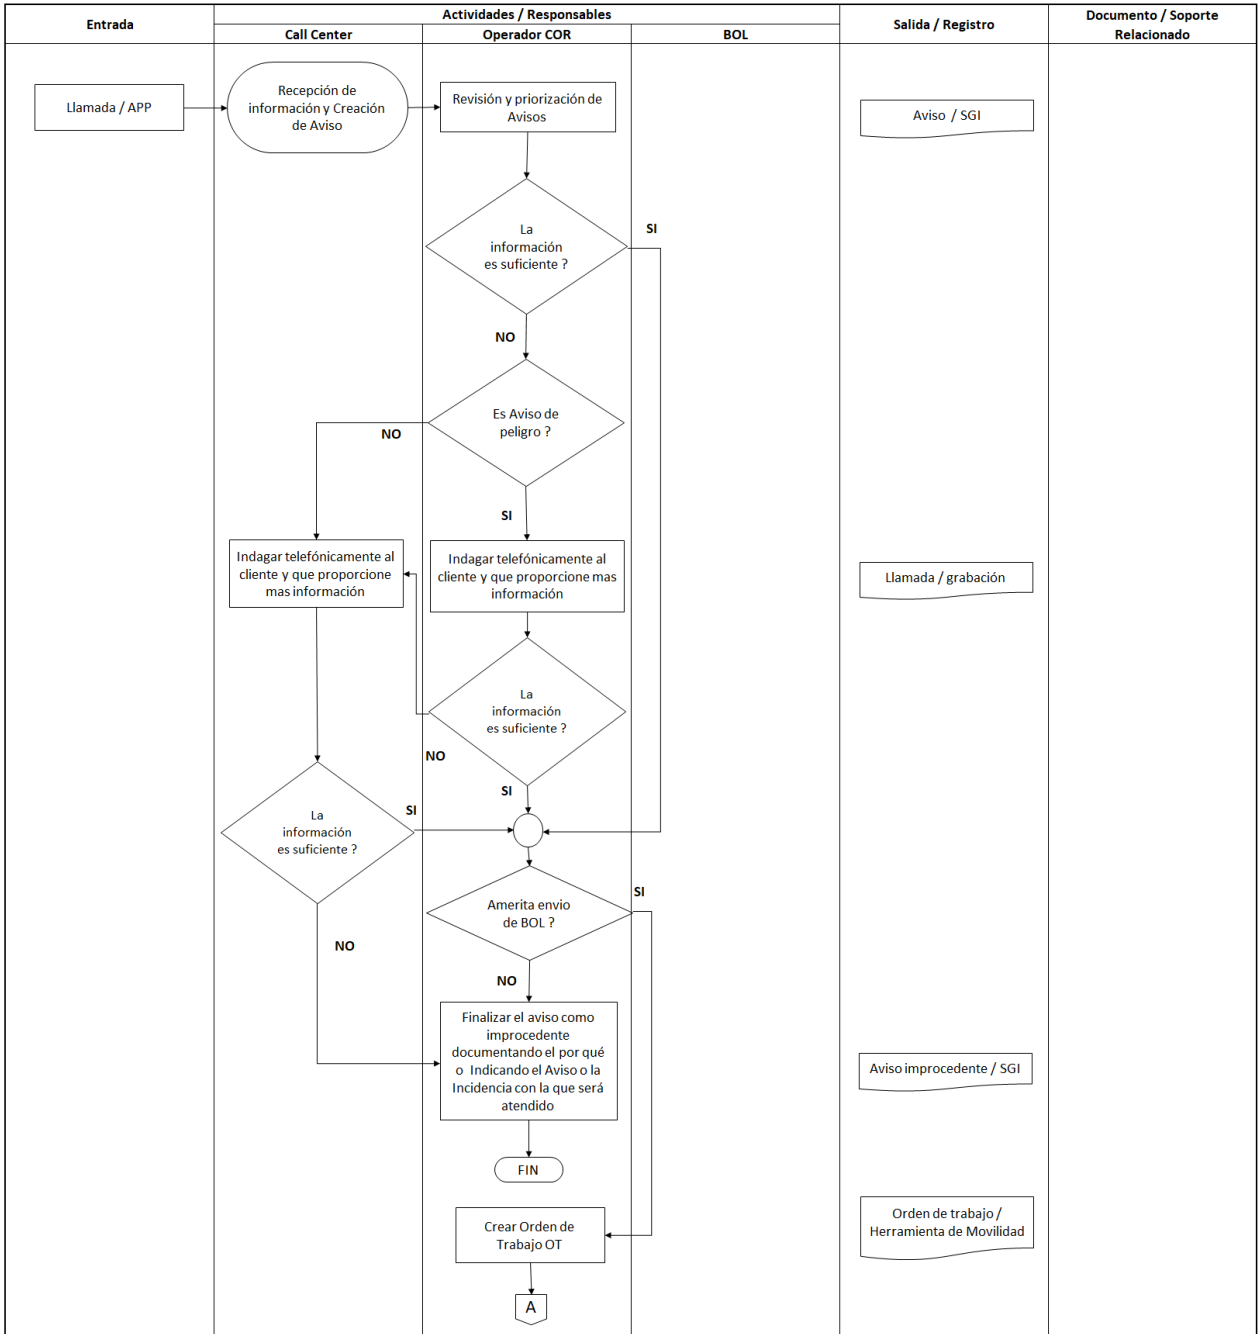 Entrada
Actividades / Responsables
Call Center
Operador COR
BOL
Salida / Registro
Documento / Soporte
Relacionado
Llamada / APP
Recepción de
información y Creación
de Aviso
Revisión y priorización de
Avisos
Aviso / SGI
La
información
es suficiente ?
SI
NO
Es Aviso de
peligro ?
NO
SI
Indagar telefónicamente al
cliente y que proporcione
mas información
Indagar telefónicamente al
cliente y que proporcione mas
información
Llamada / grabación
La
información
es suficiente ?
NO
SI
La
información
es suficiente ?
SI
NO
Amerita envio
de BOL ?
SI
NO
Finalizar el aviso como
improcedente
documentando el por qué
o Indicando el Aviso o la
Incidencia con la que será
atendido
Aviso improcedente / SGI
FIN
Crear Orden de
Trabajo OT
Orden de trabajo /
Herramienta de Movilidad
A